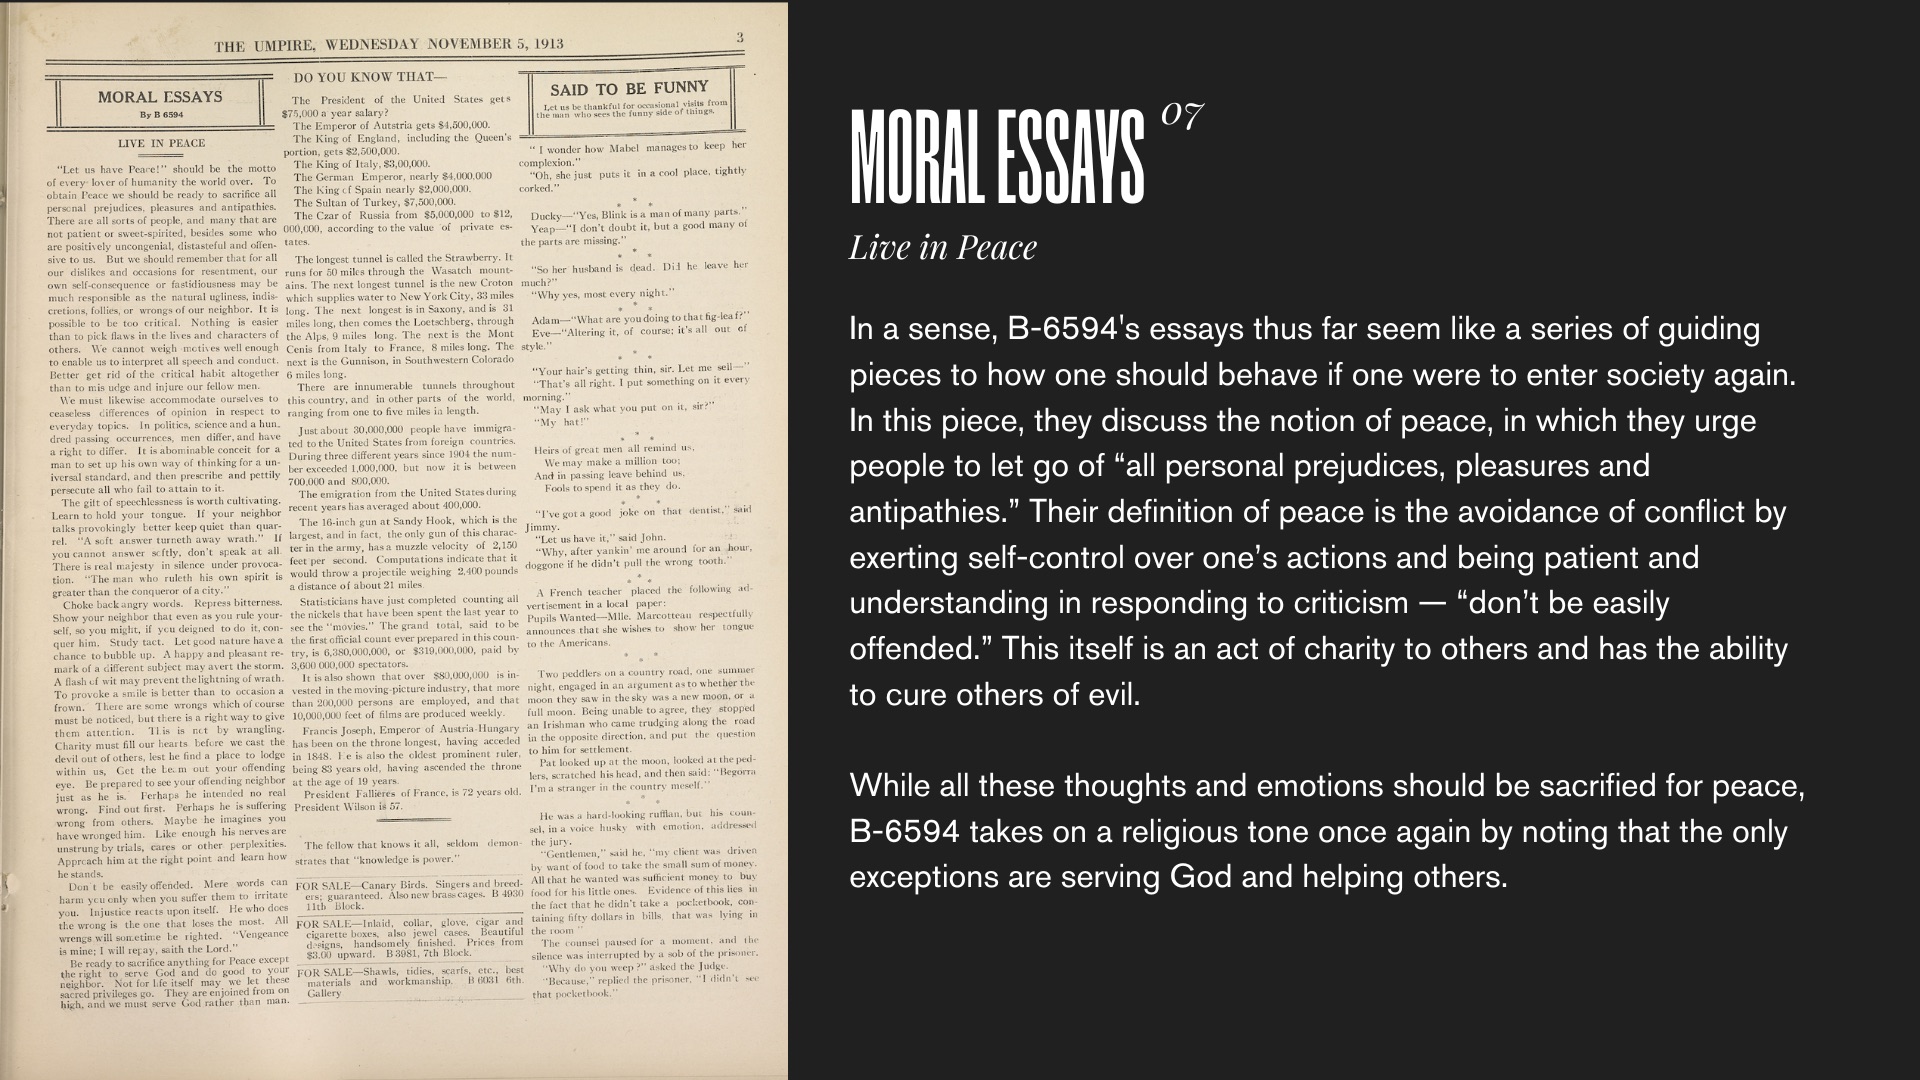 THE UMPIRE, WEDNESDAY NOVEMBER 5, 1913
3
MORAL ESSAYS
By B 6594
LIVE IN PEACE
"Let us have Peace!" should be the motto
of every lover of humanity the world over. To
obtain Peace we should be ready to sacrifice all
personal prejudices, pleasures and antipathies.
There are all sorts of people, and many that are
not patient or sweet-spirited, besides some who
are positively uncongenial, distasteful and offen-
sive to us. But we should remember that for all
our dislikes and occasions for resentment, our
own self-consequence or fastidiousness may be
much responsible as the natural ugliness, indis-
cretions, follies, or wrongs of our neighbor. It is
possible to be too critical. Nothing is easier
than to pick flaws in the lives and characters of
others. We cannot weigh motives well enough
to enable us to interpret all speech and conduct.
Better get rid of the critical habit altogether
than to mis udge and injure our fellow men.
We must likewise accommodate ourselves to
ceaseless differences of opinion in respect to
everyday topics. In politics, science and a hun,
dred passing occurrences, men differ, and have
a right to differ. It is abominable conceit for a
man to set up his own way of thinking for a un-
iversal standard, and then prescribe and pettily
persecute all who fail to attain to it.
The gift of speechlessness is worth cultivating.
Learn to hold your tongue. If your neighbor
talks provokingly better keep quiet than quar-
rel. "A soft answer turneth away wrath." If
you cannot answer softly, don't speak at all.
There is real majesty in silence under provoca-
tion. "The man who ruleth his own spirit is
greater than the conqueror of a city."
Choke back angry words. Repress bitterness.
Show your neighbor that even as you rule your-
self, so you might, if you deigned to do it, con-
quer him. Study tact. Let good nature have a
chance to bubble up. A happy and pleasant re-
mark of a different subject may avert the storm.
A flash of wit may prevent the lightning of wrath.
To provoke a smile is better than to occasion a
frown. There are some wrongs which of course
must be noticed, but there is a right way to give
them attention. This is not by wrangling.
Charity must fill our hearts before we cast the
devil out of others, lest he find a place to lodge
within us, Get the beam out your offending
eye. Be prepared to see your offending neighbor
just as he is. Perhaps he intended no real
wrong. Find out first. Perhaps he is suffering
wrong from others. Maybe he imagines you
have wronged him. Like enough his nerves are
unstrung by trials, cares or other perplexities.
Approach him at the right point and learn how
he stands.
Don't be easily offended. Mere words can
harm you only when you suffer them to irritate
you. Injustice reacts upon itself. He who does
the wrong is the one that loses the most. All
wrongs will sometime be righted. "Vengeance
is mine; I will repay, saith the Lord."
Be ready to sacrifice anything for Peace except
the right to serve God and do good to your
neighbor. Not for life itself may we let these
sacred privileges go. They are enjoined from on
high, and we must serve God rather than man.
DO YOU KNOW THAT—
The President of the United States gets
$75,000 a year salary?
The Emperor of Autstria gets $4,500,000.
The King of England, including the Queen's
portion, gets $2,500,000.
The King of Italy, $3,00,000.
The German Emperor, nearly $4,000,000
The King of Spain nearly $2,000,000.
The Sultan of Turkey, $7,500,000.
The Czar of Russia from $5,000,000 to $12,
000,000, according to the value of private es-
tates.
The longest tunnel is called the Strawberry. It
runs for 50 miles through the Wasatch mount-
ains. The next longest tunnel is the new Croton
which supplies water to New York City, 33 miles
long. The next longest is in Saxony, and is 31
miles long, then comes the Loetschberg, through
the Alps, 9 miles long. The next is the Mont
Cenis from Italy to France, 8 miles long. The
next is the Gunnison, in Southwestern Colorado
6 miles long.
There are innumerable tunnels throughout
this country, and in other parts of the world,
ranging from one to five miles in length.
Just about 30,000,000 people have immigra-
ted to the United States from foreign countries.
During three different years since 1904 the num-
ber exceeded 1,000,000, but now it is between
700,000 and 800,000.
The emigration from the United States during
recent years has averaged about 400,000.
The 16-inch gun at Sandy Hook, which is the
largest, and in fact, the only gun of this charac-
ter in the army, has a muzzle velocity of 2,150
feet per second. Computations indicate that it
would throw a projectile weighing 2,400 pounds
a distance of about 21 miles.
Statisticians have just completed counting all
the nickels that have been spent the last year to
see the "movies." The grand total, said to be
the first official count ever prepared in this coun-
try, is 6,380,000,000, or $319,000,000, paid by
3,600 000,000 spectators.
It is also shown that over $80,000,000 is in-
vested in the moving-picture industry, that more
than 200,000 persons are employed, and that
10,000,000 feet of films are produced weekly.
Francis Joseph, Emperor of Austria-Hungary
has been on the throne longest, having acceded
in 1848. He is also the oldest prominent ruler,
being 83 years old, having ascended the throne
at the age of 19 years.
President Fallieres of France, is 72 years old.
President Wilson is 57.
The fellow that knows it all, seldom demon-
strates that "knowledge is power."
FOR SALE—Canary Birds. Singers and breed-
ers; guaranteed. Also new brass cages. B 4930
11th Block.
FOR SALE—Inlaid, collar, glove, cigar and
cigarette boxes, also jewel cases. Beautiful
designs, handsomely finished. Prices from
$3.00 upward. B 3981, 7th Block.
FOR SALE—Shawls, tidies, scarfs, etc., best
materials and workmanship. B 6031 6th.
Gallery
SAID TO BE FUNNY
Let us be thankful for occasional visits from
the man who sees the funny side of things.
"I wonder how Mabel manages to keep her
complexion."
"Oh, she just puts it in a cool place, tightly
corked."
* * *
Ducky—"Yes, Blink is a man of many parts."
Yeap—"I don't doubt it, but a good many of
the parts are missing."
* * *
"So her husband is dead. Did he leave her
much?"
"Why yes, most every night."
* * *
Adam—"What are you doing to that fig-leaf?"
Eve—"Altering it, of course; it's all out of
style."
* * *
"Your hair's getting thin, sir. Let me sell—"
"That's all right. I put something on it every
morning."
"May I ask what you put on it, sir?"
"My hat!"
* * *
Heirs of great men all remind us,
We may make a million too;
And in passing leave behind us.
Fools to spend it as they do.
* * *
"I've got a good joke on that dentist," said
Jimmy.
"Let us have it," said John.
"Why, after yankin' me around for an hour,
doggone if he didn't pull the wrong tooth."
* * *
A French teacher placed the following ad-
vertisement in a local paper:
Pupils Wanted—Mlle. Marcotteau respectfully
announces that she wishes to show her tongue
to the Americans.
* * *
Two peddlers on a country road, one summer
night, engaged in an argument as to whether the
moon they saw in the sky was a new moon, or a
full moon. Being unable to agree, they stopped
an Irishman who came trudging along the road
in the opposite direction, and put the question
to him for settlement.
Pat looked up at the moon, looked at the ped-
lers, scratched his head, and then said: "Begorra
I'm a stranger in the country meself."
* * *
He was a hard-looking ruffian, but his coun-
sel, in a voice husky with emotion, addressed
the jury.
"Gentlemen," said he, "my client was driven
by want of food to take the small sum of money.
All that he wanted was sufficient money to buy
food for his little ones. Evidence of this lies in
the fact that he didn't take a pocketbook, con-
taining fifty dollars in bills that was lying in
the room"
The counsel paused for a moment, and the
silence was interrupted by a sob of the prisoner.
"Why do you weep?" asked the Judge.
"Because," replied the prisoner, "I didn't see
that pocketbook."
MORAL ESSAYS 07
Live in Peace
In a sense, B-6594's essays thus far seem like a series of guiding
pieces to how one should behave if one were to enter society again.
In this piece, they discuss the notion of peace, in which they urge
people to let go of “all personal prejudices, pleasures and
antipathies.” Their definition of peace is the avoidance of conflict by
exerting self-control over one’s actions and being patient and
understanding in responding to criticism — “don’t be easily
offended.” This itself is an act of charity to others and has the ability
to cure others of evil.
While all these thoughts and emotions should be sacrified for peace,
B-6594 takes on a religious tone once again by noting that the only
exceptions are serving God and helping others.